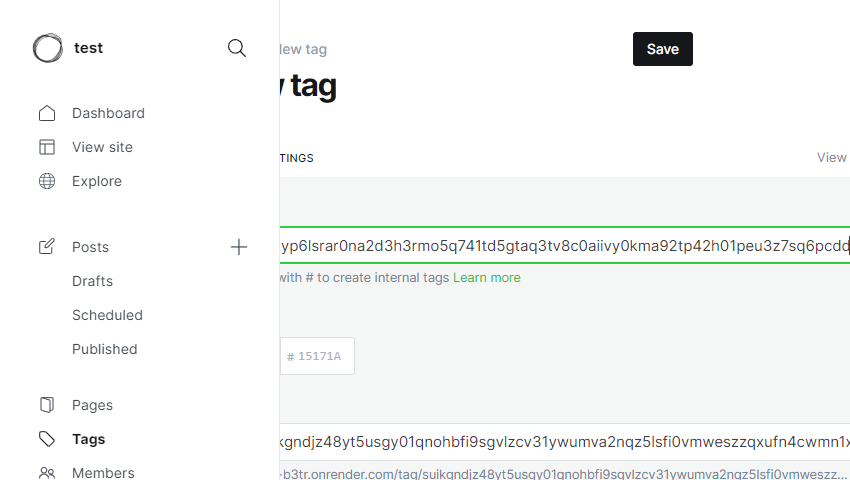 test
Dashboard
View site
Explore
Posts
Drafts
Scheduled
Published
Pages
Tags
Members
New tag
Save
tag
TINGS
View
yp6lsrar0na2d3h3rmo5q741td5gtaq3tv8c0aiivy0kma92tp42h01peu3z7sq6pcdd
with # to create internal tags Learn more
# 15171A
kgndjz48yt5usgy01qnohbfi9sgvlzcv31ywumva2nqz5lsfi0vmweszzqxufn4cwmn1x
-b3tr.onrender.com/tag/suikgndjz48yt5usgy01qnohbfi9sgvlzcv31ywumva2nqz5lsfi0vmweszz...